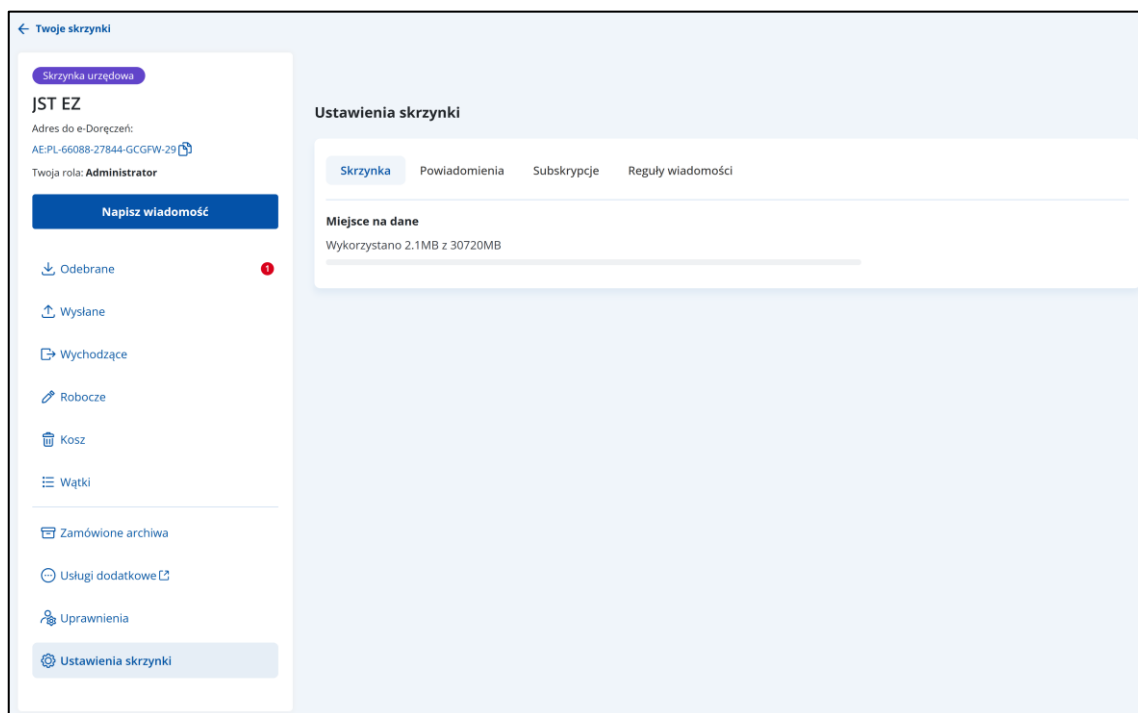 Twoje skrzynki
Skrzynka urzędowa
JST EZ
Adres do e-Doręczeń:
AE:PL-66088-27844-GCGFW-29
Twoja rola: Administrator
Napisz wiadomość
Odebrane 1
Wysłane
Wychodzące
Robocze
Kosz
Wątki
Zamówione archiwa
Usługi dodatkowe
Uprawnienia
Ustawienia skrzynki
Ustawienia skrzynki
Skrzynka Powiadomienia Subskrypcje Reguły wiadomości
Miejsce na dane
Wykorzystano 2.1MB z 30720MB